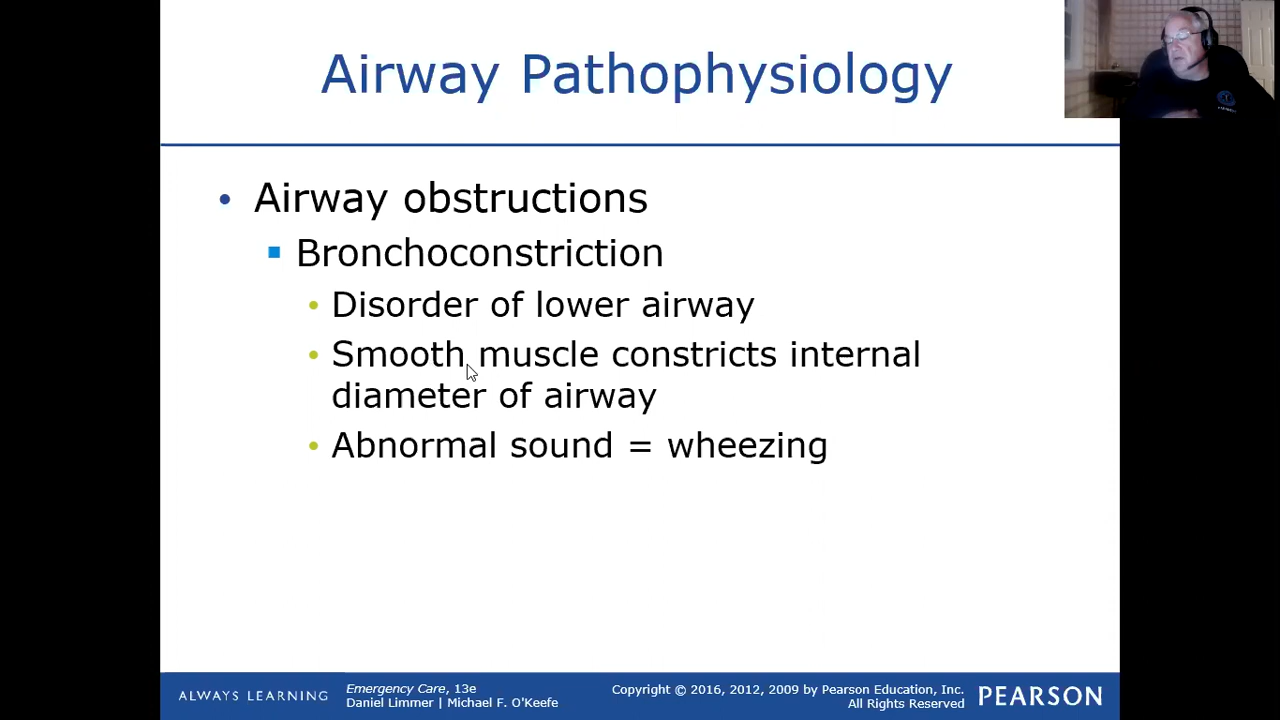 Airway Pathophysiology
• Airway obstructions
▪ Bronchoconstriction
• Disorder of lower airway
• Smooth muscle constricts internal
diameter of airway
• Abnormal sound = wheezing
ALWAYS LEARNING
Emergency Care, 13e
Daniel Limmer | Michael F. O'Keefe
Copyright © 2016, 2012, 2009 by Pearson Education, Inc.
All Rights Reserved
PEARSON